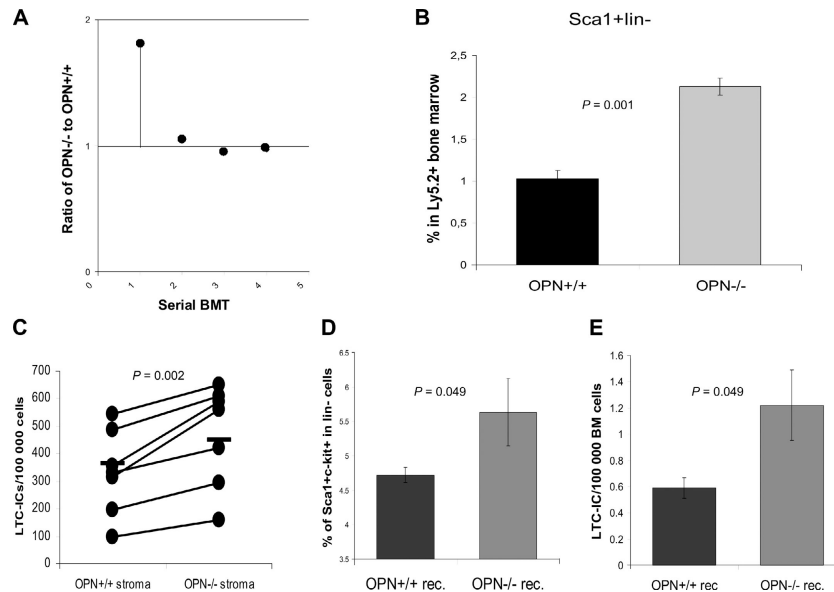 A
Ratio of OPN-/- to OPN+/+
2
1
0
0
1
2
3
4
5
Serial BMT
B
Sca1+lin-
% in Ly5.2+ bone marrow
2,5
2
1,5
1
0,5
0
P = 0.001
OPN+/+
OPN-/-
C
LTC-ICs/100 000 cells
700
600
500
400
300
200
100
0
P = 0.002
OPN+/+ stroma
OPN-/- stroma
D
% of Sca1+c-kit+ in lin- cells
6.5
6
5.5
5
4.5
4
3.5
P = 0.049
OPN+/+ rec.
OPN-/- rec.
E
LTC-IC/100 000 BM cells
1.6
1.4
1.2
1
0.8
0.6
0.4
0.2
0
P = 0.049
OPN+/+ rec
OPN-/- rec.